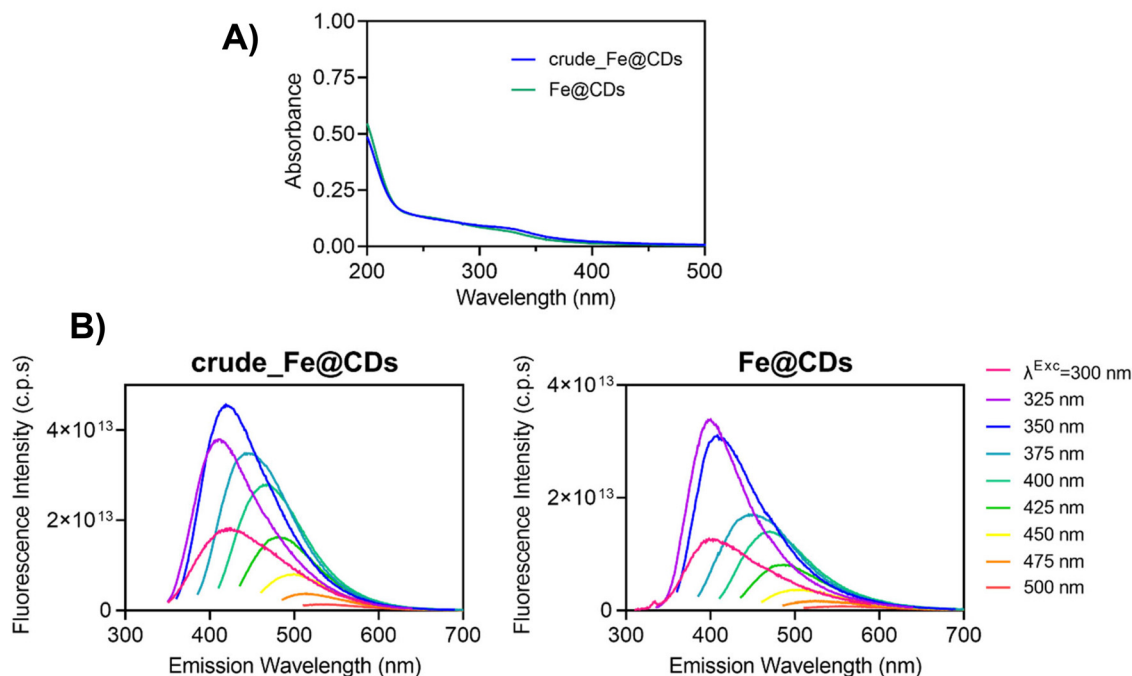 A)
1.00
0.75
0.50
0.25
0.00
Absorbance
crude_Fe@CDs
Fe@CDs
200 300 400 500
Wavelength (nm)
B)
crude_Fe@CDs
Fluorescence Intensity (c.p.s)
4×10¹³
2×10¹³
0
300 400 500 600 700
Emission Wavelength (nm)
Fe@CDs
Fluorescence Intensity (c.p.s)
4×10¹³
2×10¹³
0
300 400 500 600 700
Emission Wavelength (nm)
λᴱˣᶜ=300 nm
325 nm
350 nm
375 nm
400 nm
425 nm
450 nm
475 nm
500 nm